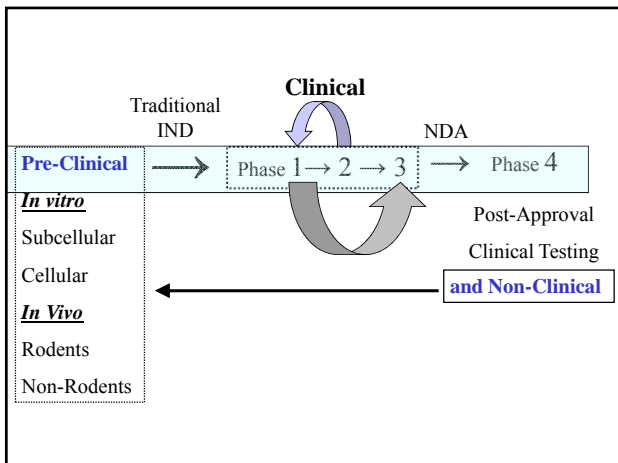 Clinical
Traditional
IND
NDA
Pre-Clinical
Phase 1 → 2 → 3
Phase 4
In vitro
Subcellular
Cellular
In Vivo
Rodents
Non-Rodents
Post-Approval
Clinical Testing
and Non-Clinical